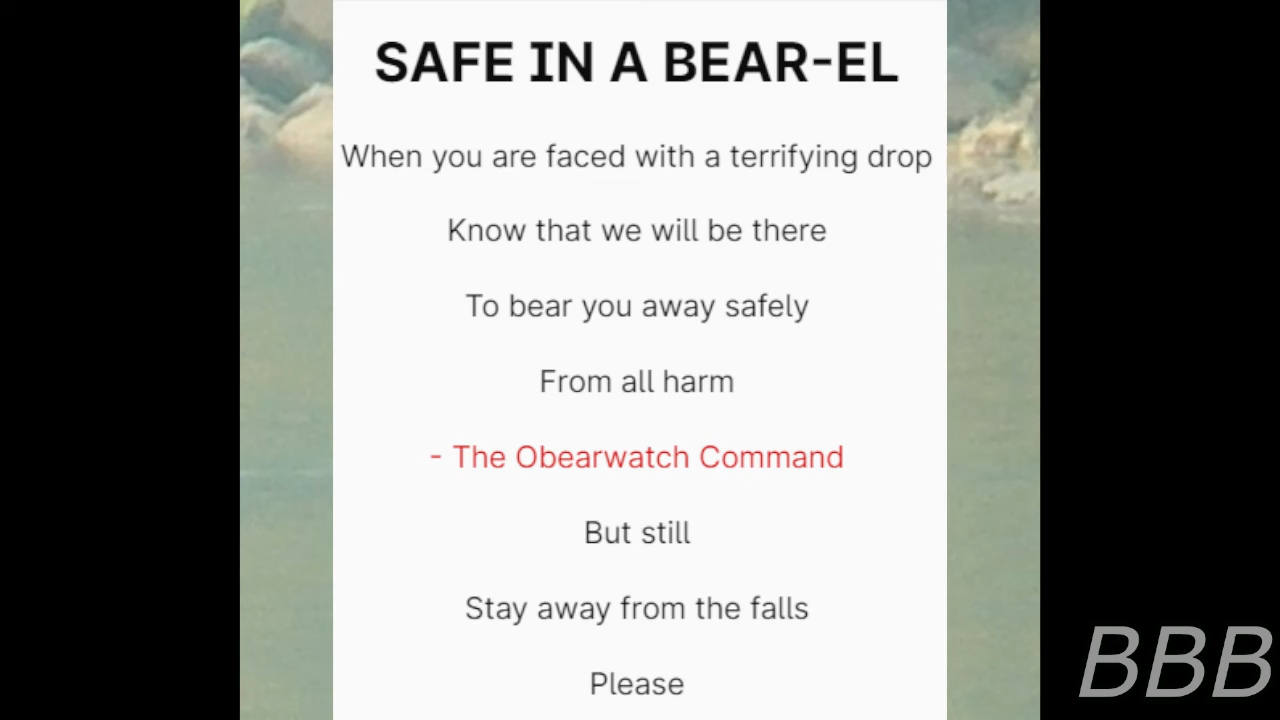 SAFE IN A BEAR-EL
When you are faced with a terrifying drop
Know that we will be there
To bear you away safely
From all harm
- The Obearwatch Command
But still
Stay away from the falls
Please
BBB